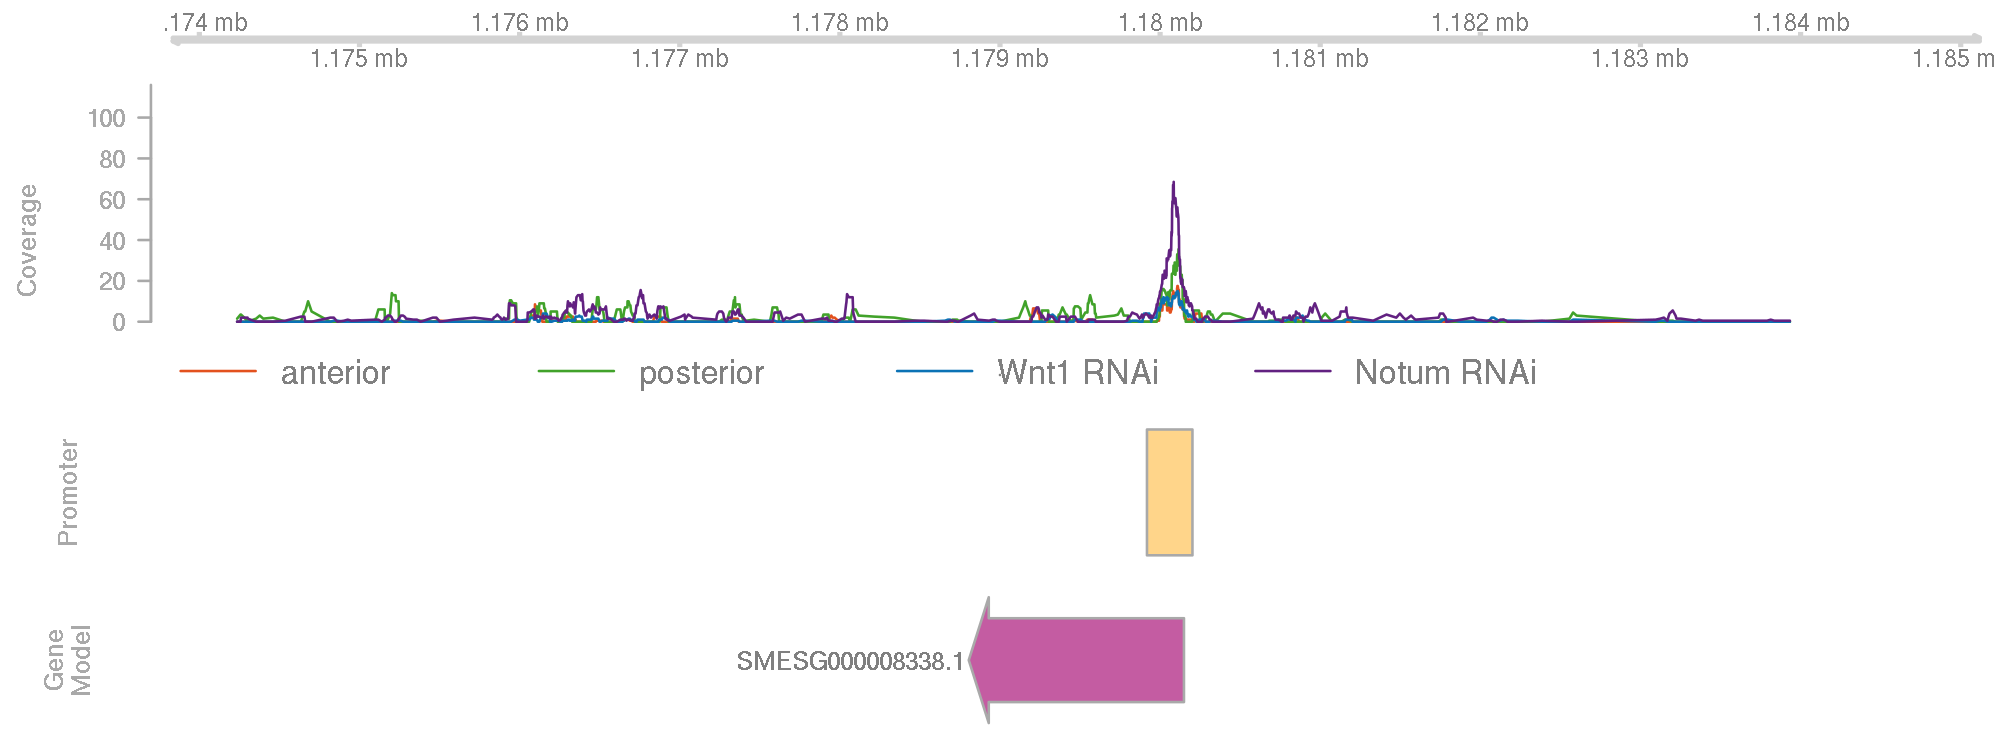 .174 mb 1.176 mb 1.178 mb 1.18 mb 1.182 mb 1.184 mb
1.175 mb 1.177 mb 1.179 mb 1.181 mb 1.183 mb 1.185 m
Coverage
100
80
60
40
20
0
anterior posterior Wnt1 RNAi Notum RNAi
Promoter
Gene
Model
SMESG000008338.1